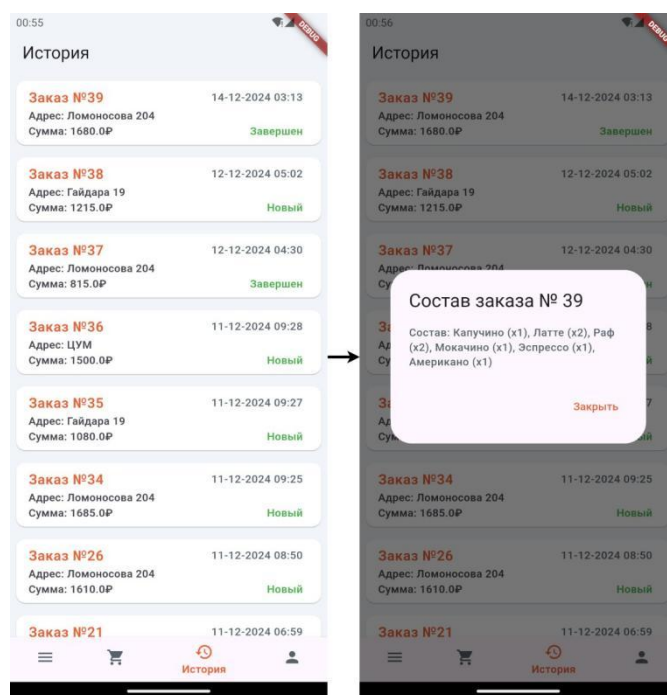 00:55
DEBUG
История
Заказ №39 14-12-2024 03:13
Адрес: Ломоносова 204
Сумма: 1680.0₽ Завершен
Заказ №38 12-12-2024 05:02
Адрес: Гайдара 19
Сумма: 1215.0₽ Новый
Заказ №37 12-12-2024 04:30
Адрес: Ломоносова 204
Сумма: 815.0₽ Завершен
Заказ №36 11-12-2024 09:28
Адрес: ЦУМ
Сумма: 1500.0₽ Новый
Заказ №35 11-12-2024 09:27
Адрес: Гайдара 19
Сумма: 1080.0₽ Новый
Заказ №34 11-12-2024 09:25
Адрес: Ломоносова 204
Сумма: 1685.0₽ Новый
Заказ №26 11-12-2024 08:50
Адрес: Ломоносова 204
Сумма: 1610.0₽ Новый
Заказ №21 11-12-2024 06:59
История
00:56
DEBUG
История
Заказ №39 14-12-2024 03:13
Адрес: Ломоносова 204
Сумма: 1680.0₽ Завершен
Заказ №38 12-12-2024 05:02
Адрес: Гайдара 19
Сумма: 1215.0₽ Новый
Заказ №37 12-12-2024 04:30
Адрес: Ломоносова 204
Состав заказа № 39
Состав: Капучино (x1), Латте (x2), Раф
(x2), Мокачино (x1), Эспрессо (x1),
Американо (x1)
Закрыть
Заказ №34 11-12-2024 09:25
Адрес: Ломоносова 204
Сумма: 1685.0₽ Новый
Заказ №26 11-12-2024 08:50
Адрес: Ломоносова 204
Сумма: 1610.0₽ Новый
Заказ №21 11-12-2024 06:59
История